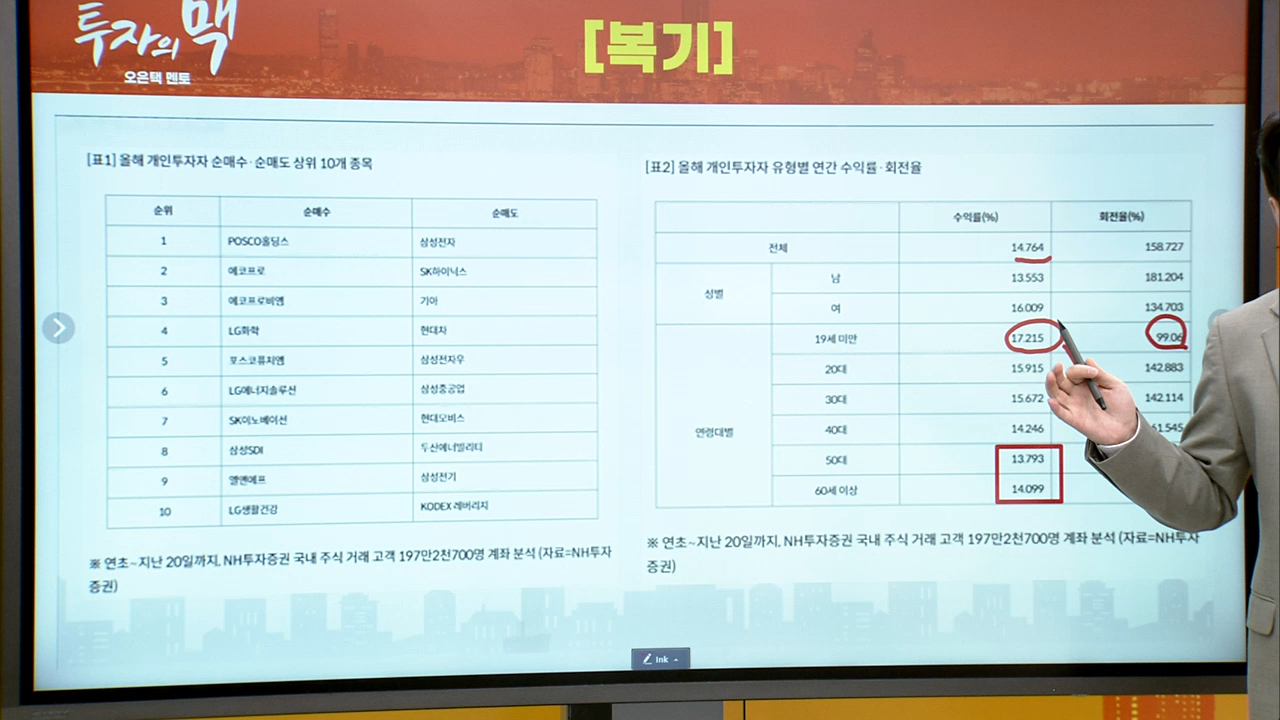 투자의 맥
오은택 멘토
[복기]
[표1] 올해 개인투자자 순매수·순매도 상위 10개 종목
순위 순매수 순매도
1 POSCO홀딩스 삼성전자
2 에코프로 SK하이닉스
3 에코프로비엠 기아
4 LG화학 현대차
5 포스코퓨처엠 삼성전자우
6 LG에너지솔루션 삼성중공업
7 SK이노베이션 현대모비스
8 삼성SDI 두산에너빌리티
9 엘앤에프 삼성전기
10 LG생활건강 KODEX 레버리지
※ 연초~지난 20일까지, NH투자증권 국내 주식 거래 고객 197만2천700명 계좌 분석 (자료=NH투자
증권)
[표2] 올해 개인투자자 유형별 연간 수익률·회전율
수익률(%) 회전율(%)
전체 14.764 158.727
성별
남 13.553 181.204
여 16.009 134.703
연령대별
19세 미만 17.215 99.06
20대 15.915 142.883
30대 15.672 142.114
40대 14.246 61.545
50대 13.793
60세 이상 14.099
※ 연초~지난 20일까지, NH투자증권 국내 주식 거래 고객 197만2천700명 계좌 분석 (자료=NH투자
증권)
Ink